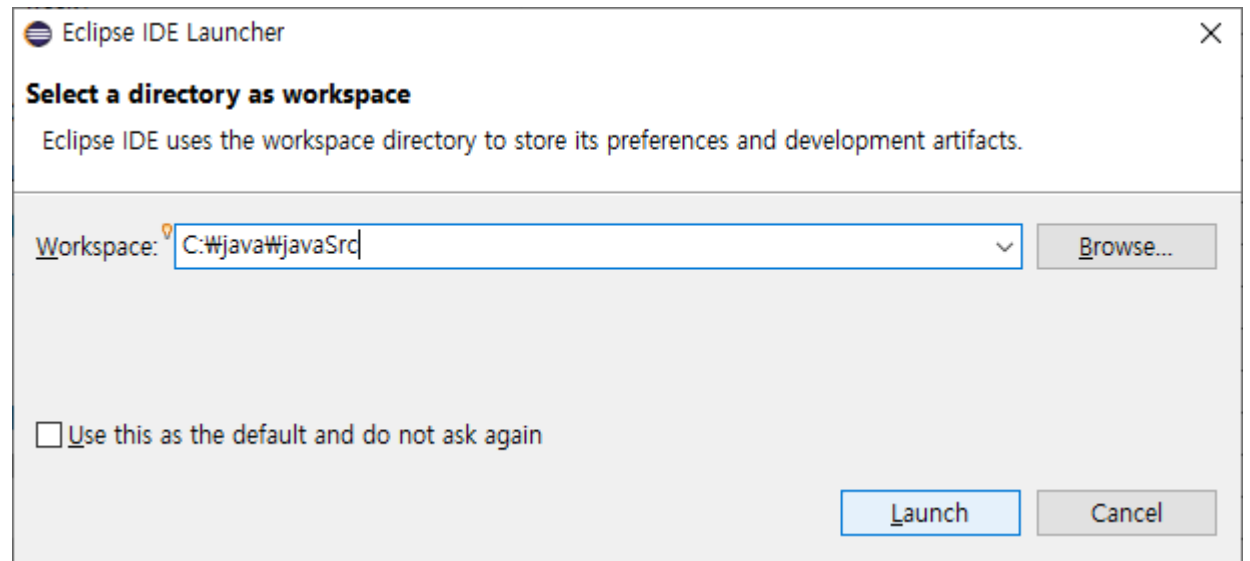 Eclipse IDE Launcher
Select a directory as workspace
Eclipse IDE uses the workspace directory to store its preferences and development artifacts.
Workspace: C:₩java₩javaSrc Browse...
Use this as the default and do not ask again
Launch Cancel